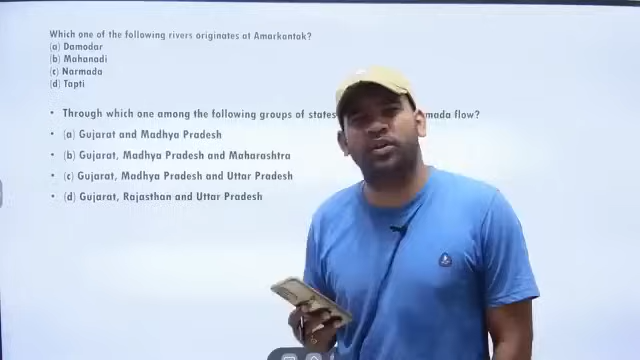 Which one of the following rivers originates at Amarkantak?
(a) Damodar
(b) Mahanadi
(c) Narmada
(d) Tapti
• Through which one among the following groups of states mada flow?
• (a) Gujarat and Madhya Pradesh
• (b) Gujarat, Madhya Pradesh and Maharashtra
• (c) Gujarat, Madhya Pradesh and Uttar Pradesh
• (d) Gujarat, Rajasthan and Uttar Pradesh